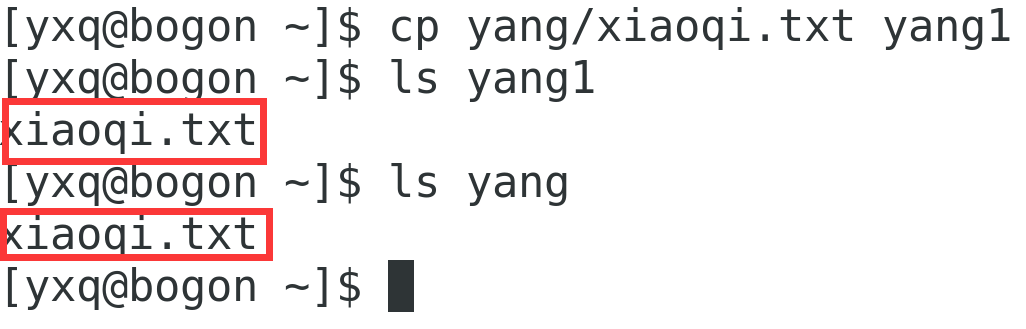 [yxq@bogon ~]$ cp yang/xiaoqi.txt yang1
[yxq@bogon ~]$ ls yang1
xiaoqi.txt
[yxq@bogon ~]$ ls yang
xiaoqi.txt
[yxq@bogon ~]$